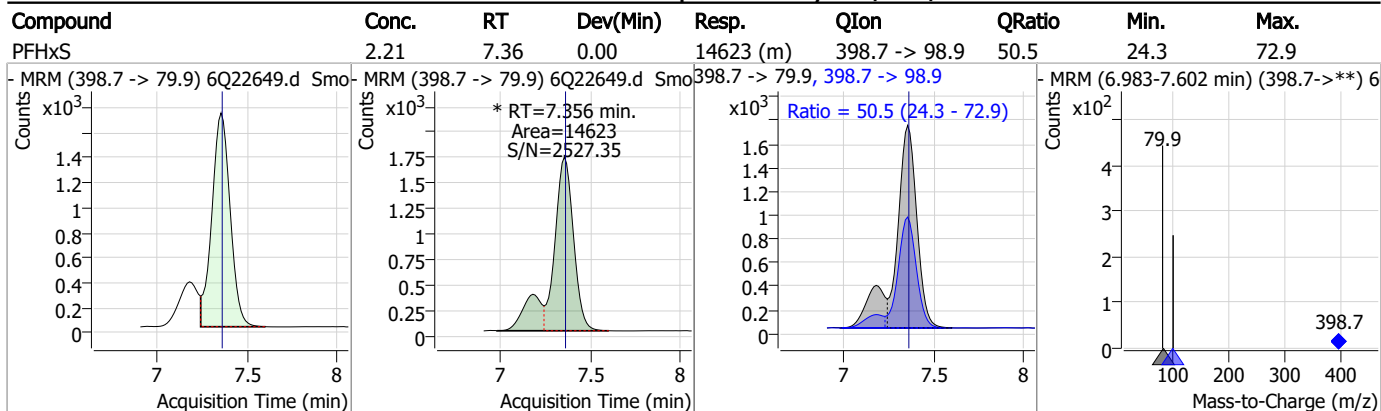 Compound Conc. RT Dev(Min) Resp. QIon QRatio Min. Max.
PFHxS 2.21 7.36 0.00 14623 (m) 398.7 -> 98.9 50.5 24.3 72.9
- MRM (398.7 -> 79.9) 6Q22649.d Smo
Counts
x10³
1.4
1.2
1
0.8
0.6
0.4
0.2
0
7 7.5 8
Acquisition Time (min)
- MRM (398.7 -> 79.9) 6Q22649.d Smo
Counts
x10³
* RT=7.356 min.
Area=14623
S/N=2527.35
1.75
1.5
1.25
1
0.75
0.5
0.25
0
7 7.5 8
Acquisition Time (min)
398.7 -> 79.9, 398.7 -> 98.9
Counts
x10³
Ratio = 50.5 (24.3 - 72.9)
1.6
1.4
1.2
1
0.8
0.6
0.4
0.2
0
7 7.5 8
Acquisition Time (min)
- MRM (6.983-7.602 min) (398.7->**) 6
Counts
x10²
79.9
4
3
2
1
0
398.7
100 200 300 400
Mass-to-Charge (m/z)